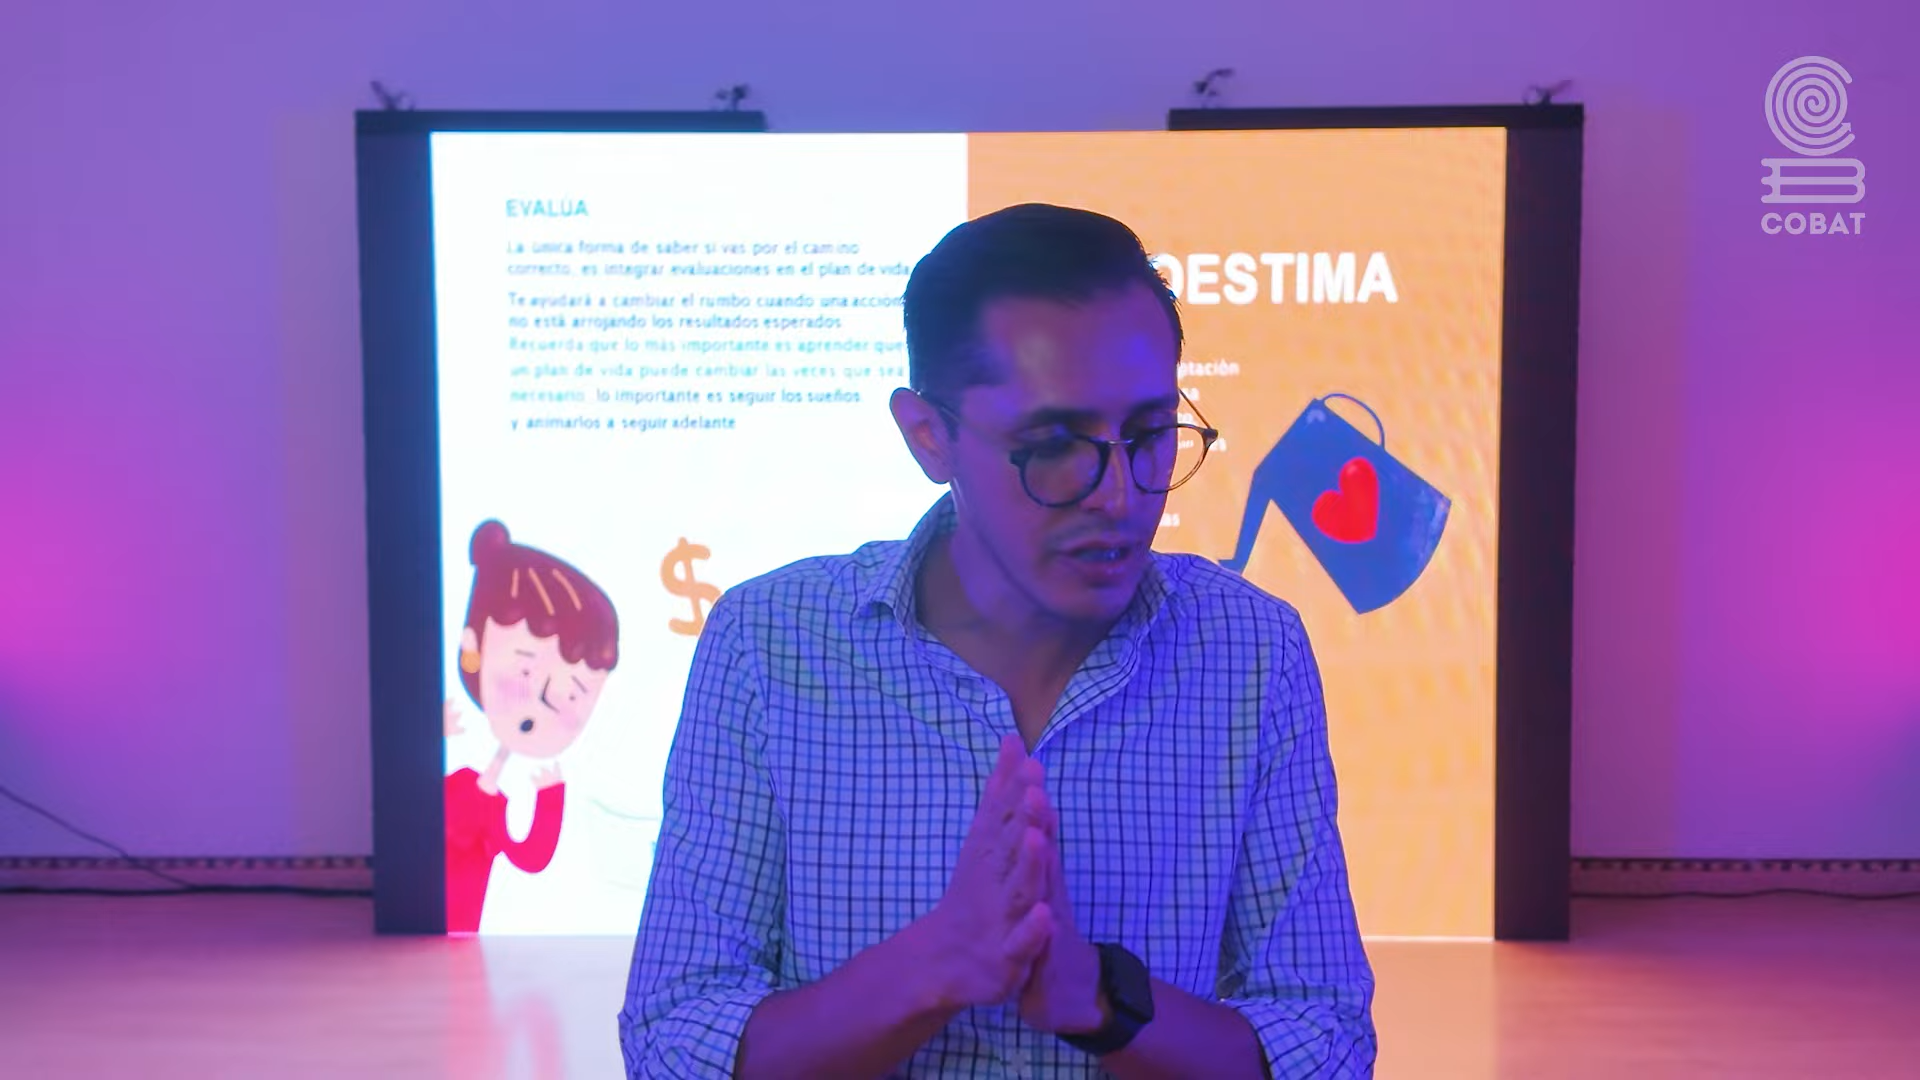 EVALÚA
La única forma de saber si vas por el camino
correcto, es integrar evaluaciones en el plan de vida
Te ayudará a cambiar el rumbo cuando una acción
no está arrojando los resultados esperados
Recuerda que lo más importante es aprender que
un plan de vida puede cambiar las veces que sea
necesario, lo importante es seguir los sueños
y animarlos a seguir adelante
$
OESTIMA
ptación
COBAT